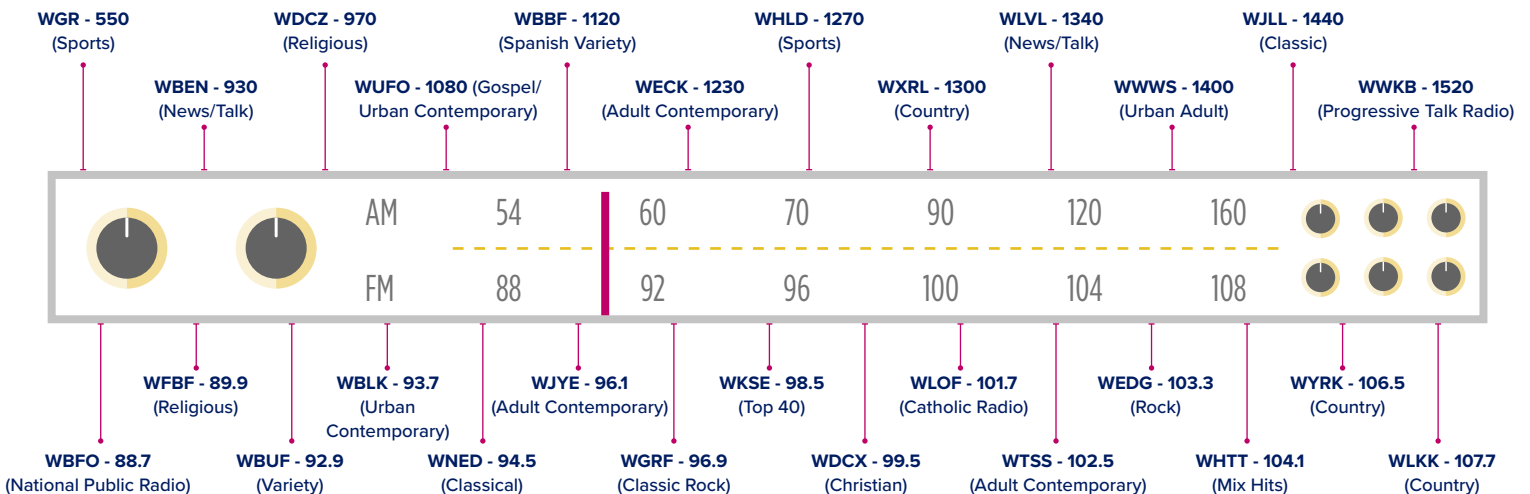 WGR - 550
(Sports)
WDCZ - 970
(Religious)
WBBF - 1120
(Spanish Variety)
WHLD - 1270
(Sports)
WLVL - 1340
(News/Talk)
WJLL - 1440
(Classic)
WBEN - 930
(News/Talk)
WUFO - 1080 (Gospel/
Urban Contemporary)
WECK - 1230
(Adult Contemporary)
WXRL - 1300
(Country)
WWWS - 1400
(Urban Adult)
WWKB - 1520
(Progressive Talk Radio)
AM 54 60 70 90 120 160
FM 88 92 96 100 104 108
WFBF - 89.9
(Religious)
WBLK - 93.7
(Urban
Contemporary)
WJYE - 96.1
(Adult Contemporary)
WKSE - 98.5
(Top 40)
WLOF - 101.7
(Catholic Radio)
WEDG - 103.3
(Rock)
WYRK - 106.5
(Country)
WBFO - 88.7
(National Public Radio)
WBUF - 92.9
(Variety)
WNED - 94.5
(Classical)
WGRF - 96.9
(Classic Rock)
WDCX - 99.5
(Christian)
WTSS - 102.5
(Adult Contemporary)
WHTT - 104.1
(Mix Hits)
WLKK - 107.7
(Country)